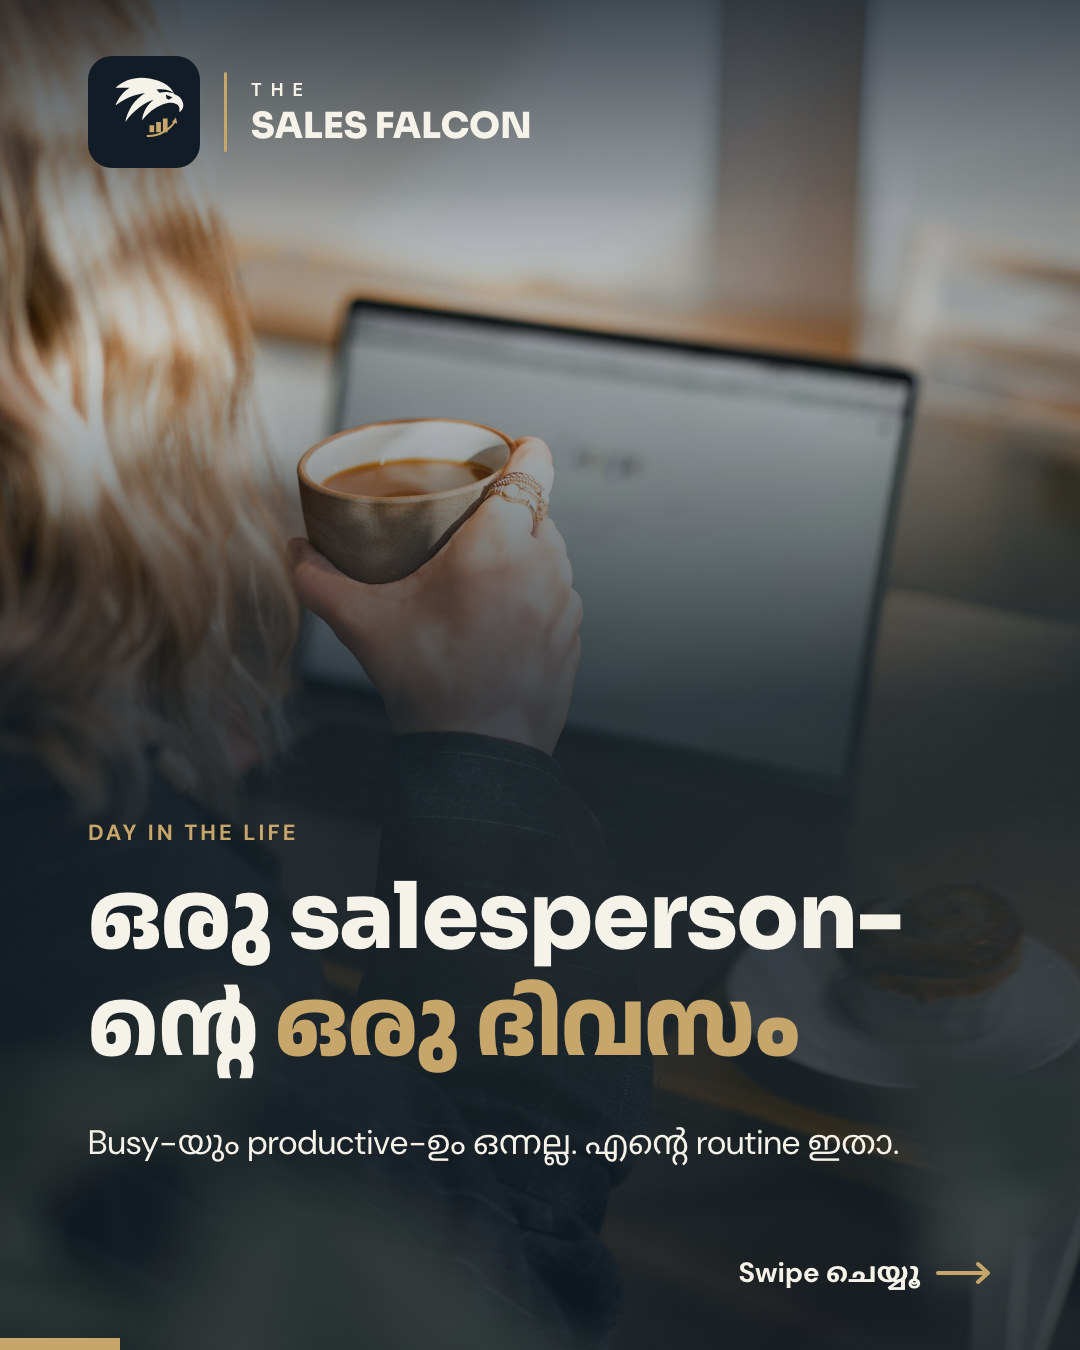 THE
SALES FALCON
DAY IN THE LIFE
ഒരു salesperson-
ന്റെ ഒരു ദിവസം
Busy-യും productive-ഉം ഒന്നല്ല. എന്റെ routine ഇതാ.
Swipe ചെയ്യൂ